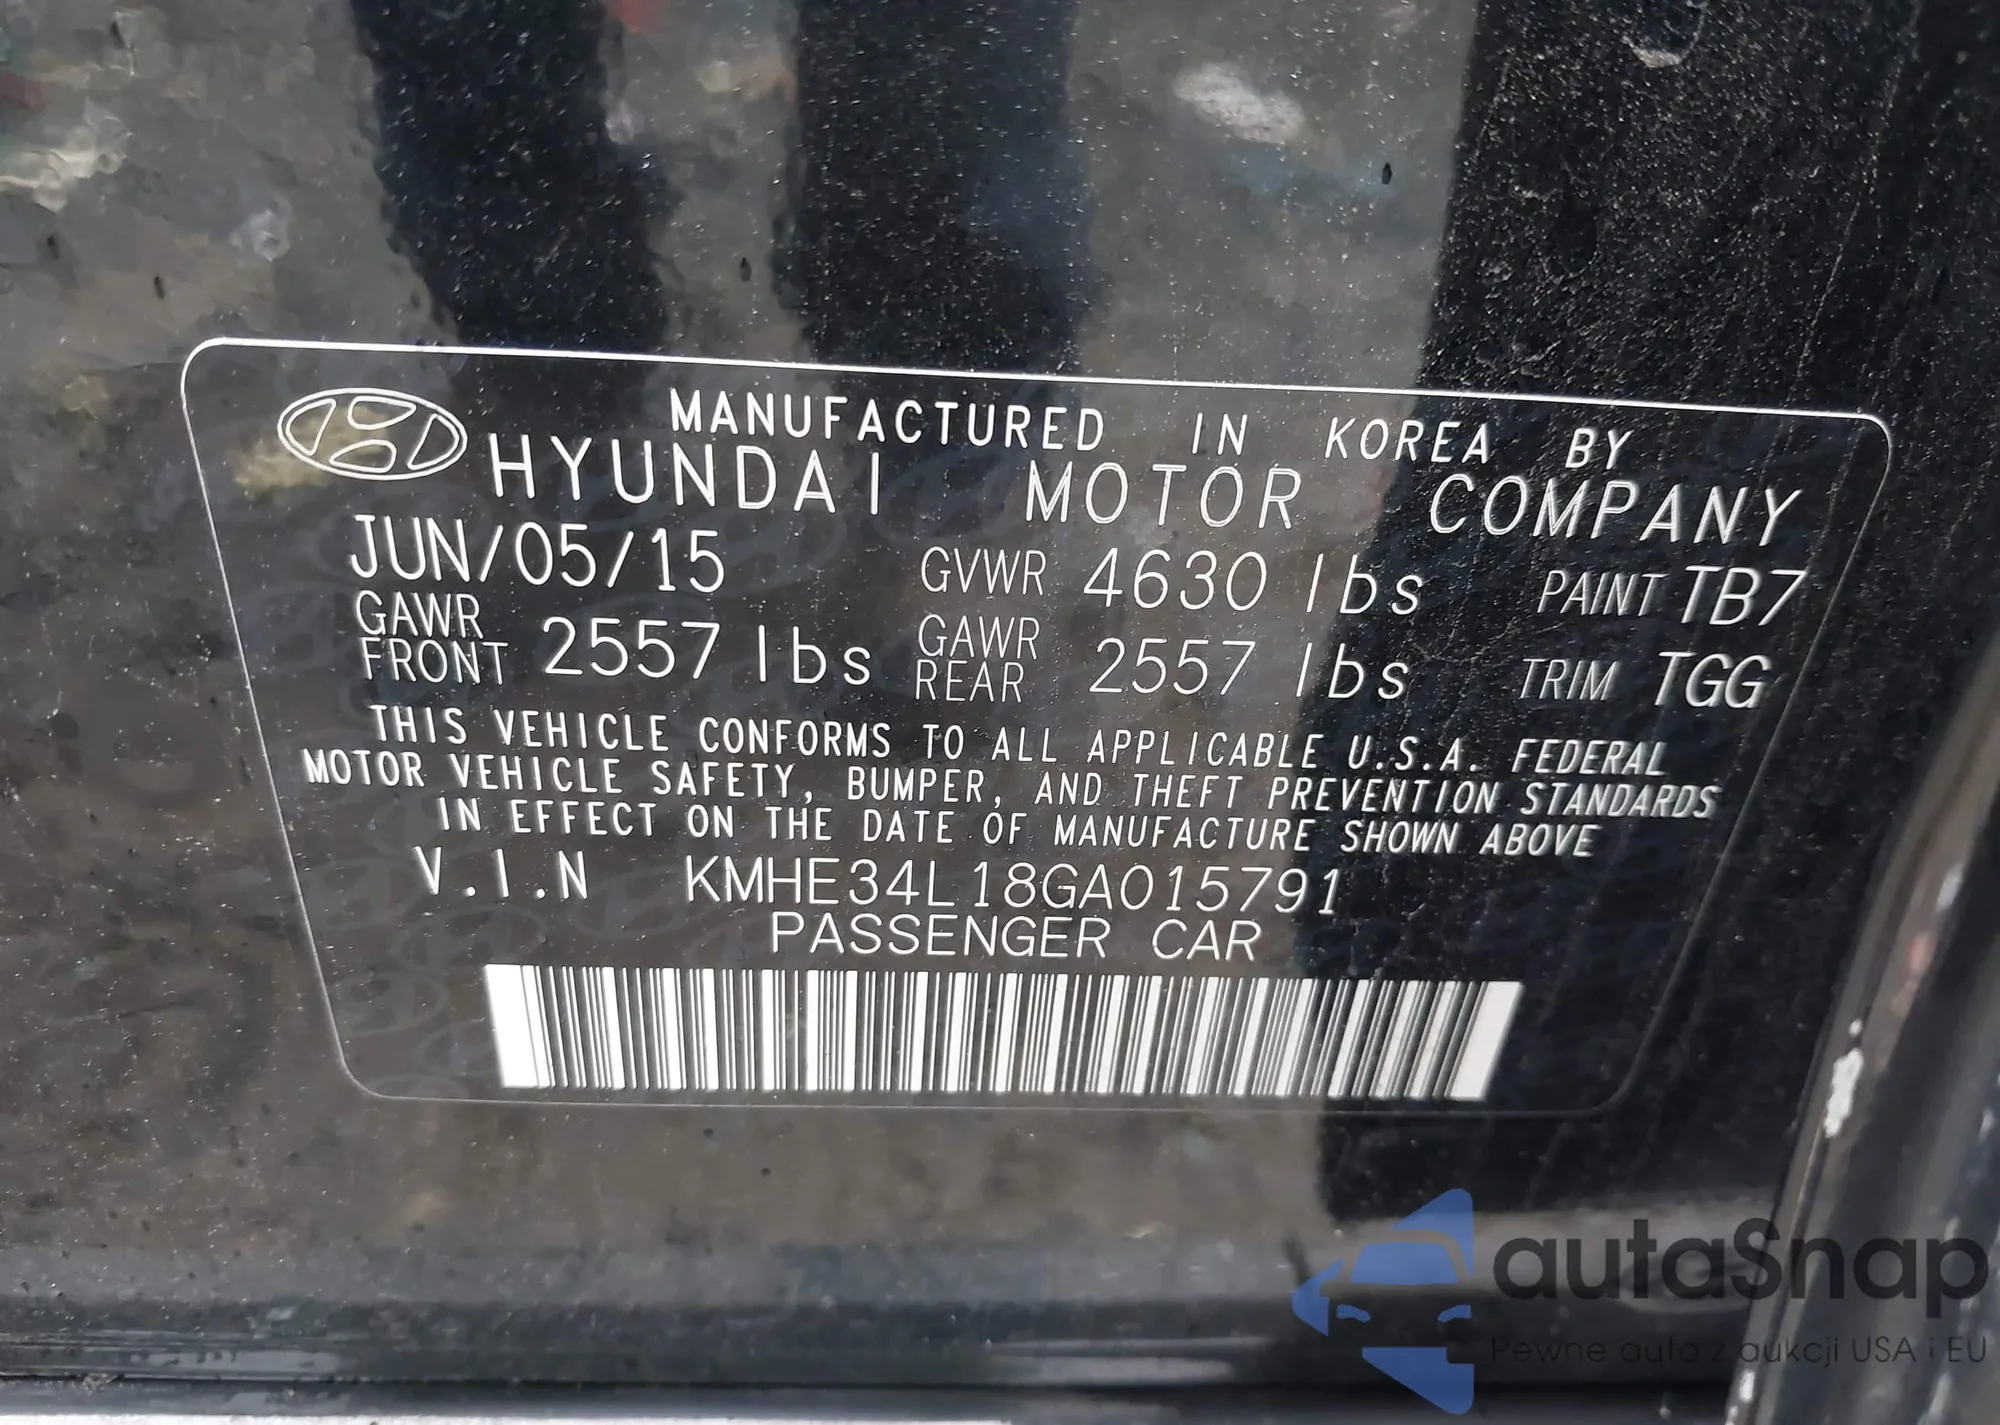 MANUFACTURED IN KOREA BY
HYUNDAI MOTOR COMPANY
JUN/05/15 GVWR 4630 lbs PAINT TB7
GAWR FRONT 2557 lbs GAWR REAR 2557 lbs TRIM TGG
THIS VEHICLE CONFORMS TO ALL APPLICABLE U.S.A. FEDERAL
MOTOR VEHICLE SAFETY, BUMPER, AND THEFT PREVENTION STANDARDS
IN EFFECT ON THE DATE OF MANUFACTURE SHOWN ABOVE
V.I.N KMHE34L18GA015791
PASSENGER CAR
autaSnap
Pewne auta z aukcji USA i EU